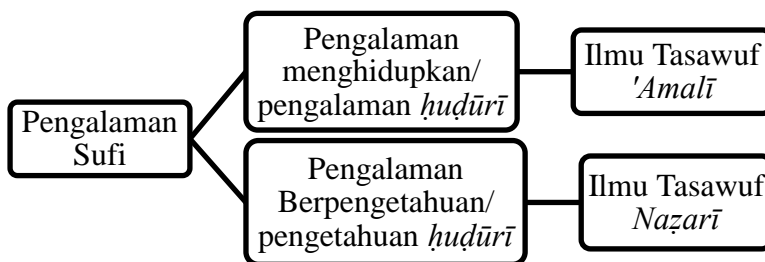 Pengalaman
Sufi
Pengalaman
menghidupkan/
pengalaman ḥuḍūrī
Ilmu Tasawuf
'Amalī
Pengalaman
Berpengetahuan/
pengetahuan ḥuḍūrī
Ilmu Tasawuf
Naẓarī